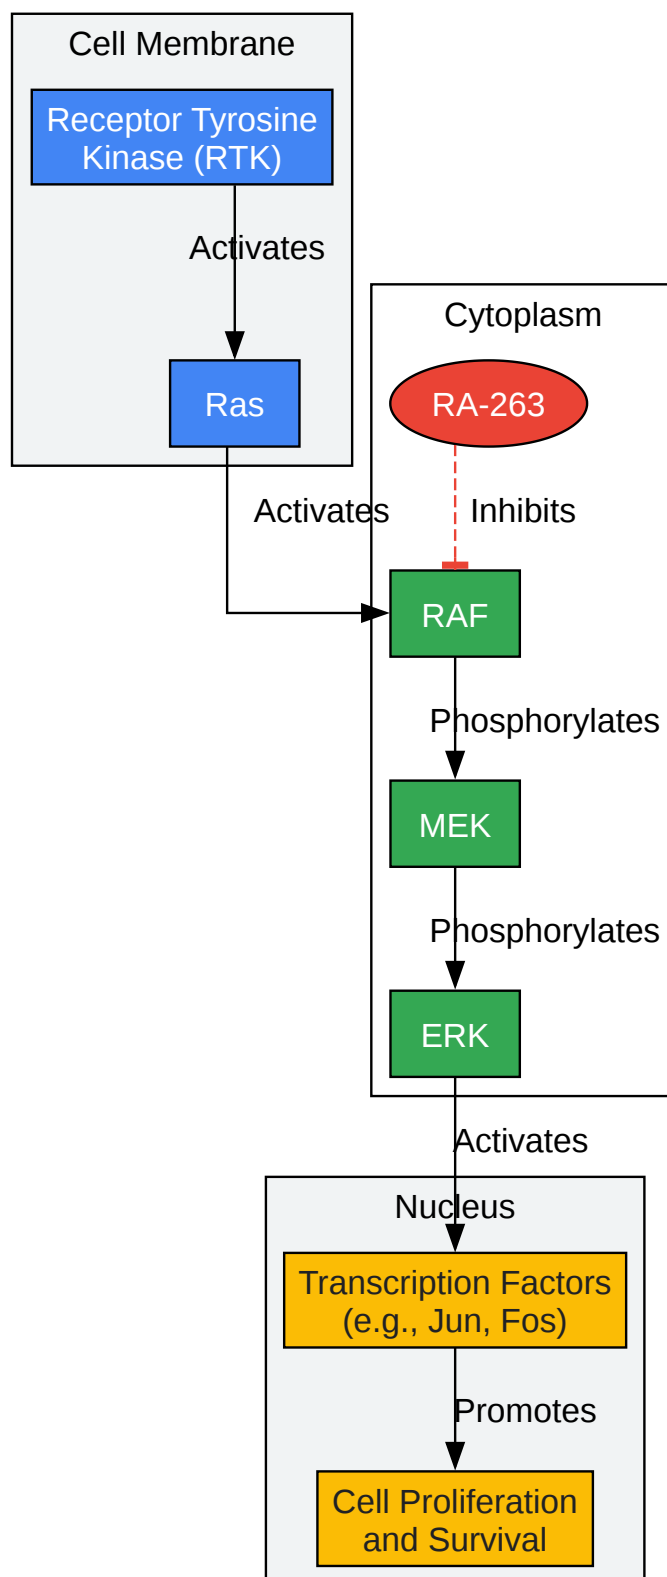 Cell Membrane
Receptor Tyrosine
Kinase (RTK)
Activates
Ras
Cytoplasm
RA-263
Activates
Inhibits
RAF
Phosphorylates
MEK
Phosphorylates
ERK
Activates
Nucleus
Transcription Factors
(e.g., Jun, Fos)
Promotes
Cell Proliferation
and Survival